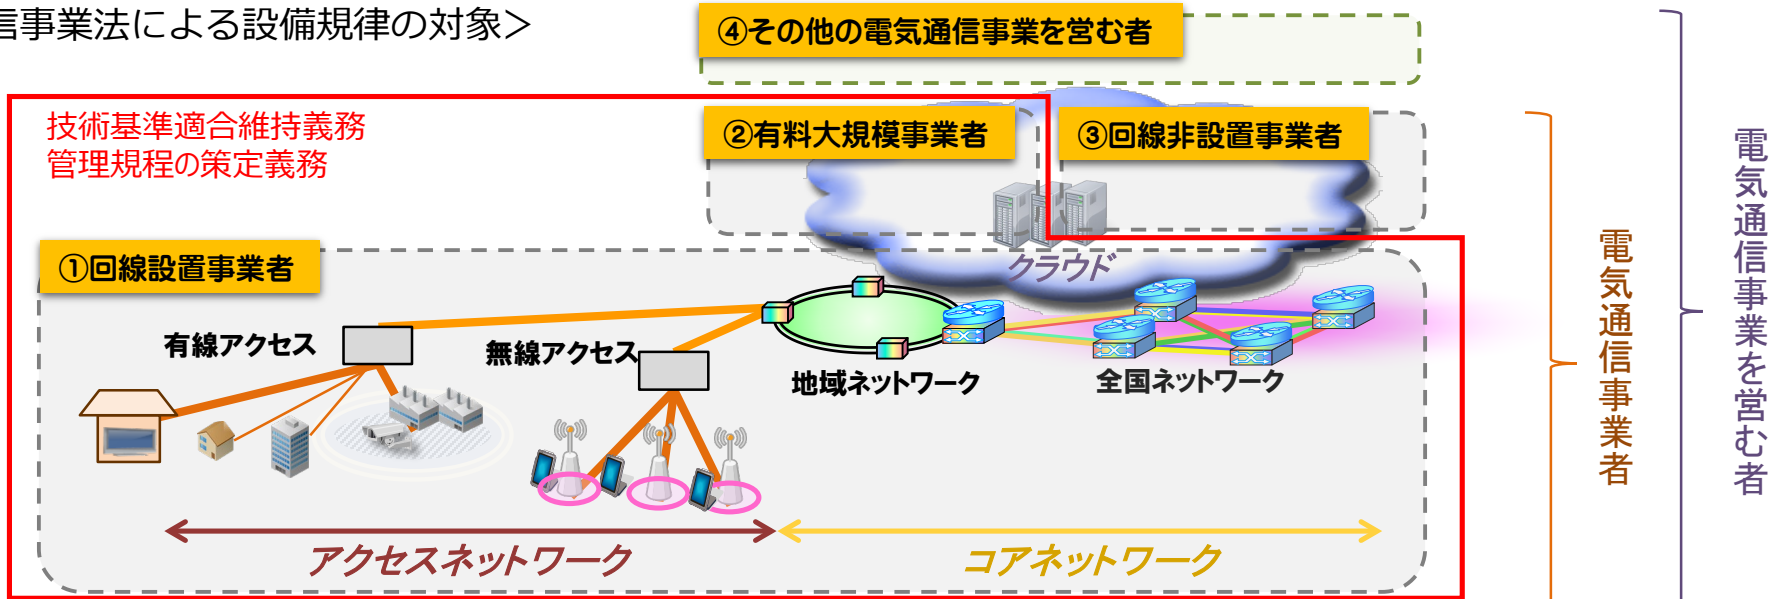 信事業法による設備規律の対象＞
④その他の電気通信事業を営む者
技術基準適合維持義務
管理規程の策定義務
②有料大規模事業者
③回線非設置事業者
①回線設置事業者
クラウド
有線アクセス
無線アクセス
地域ネットワーク
全国ネットワーク
アクセスネットワーク
コアネットワーク
電気通信事業者
電気通信事業を営む者